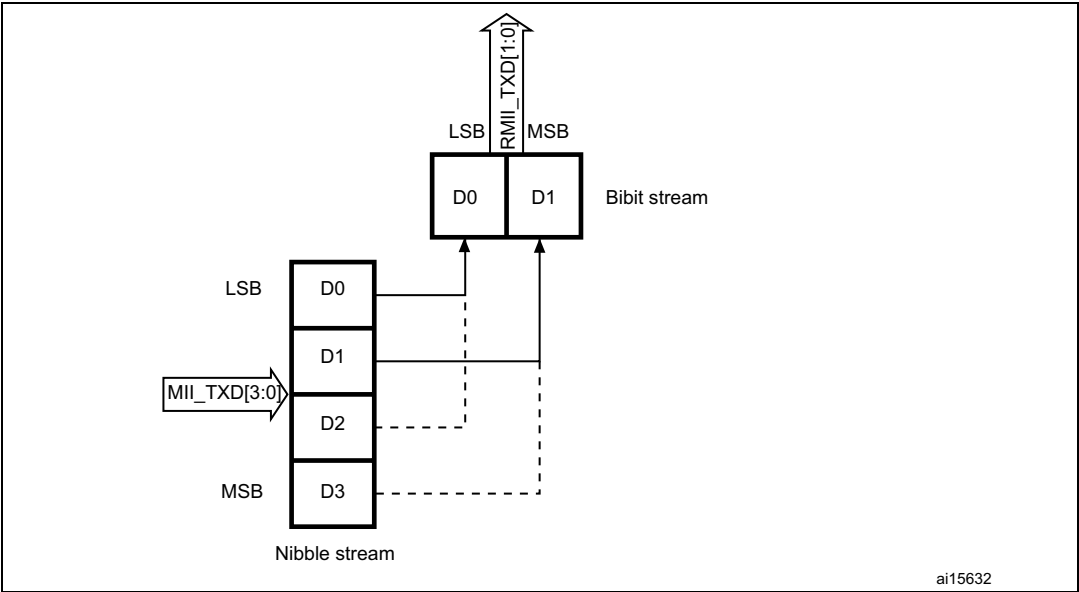 RMII_TXD[1:0]
LSB MSB
D0 D1 Bibit stream
LSB D0
D1
MII_TXD[3:0]
D2
MSB D3
Nibble stream
ai15632